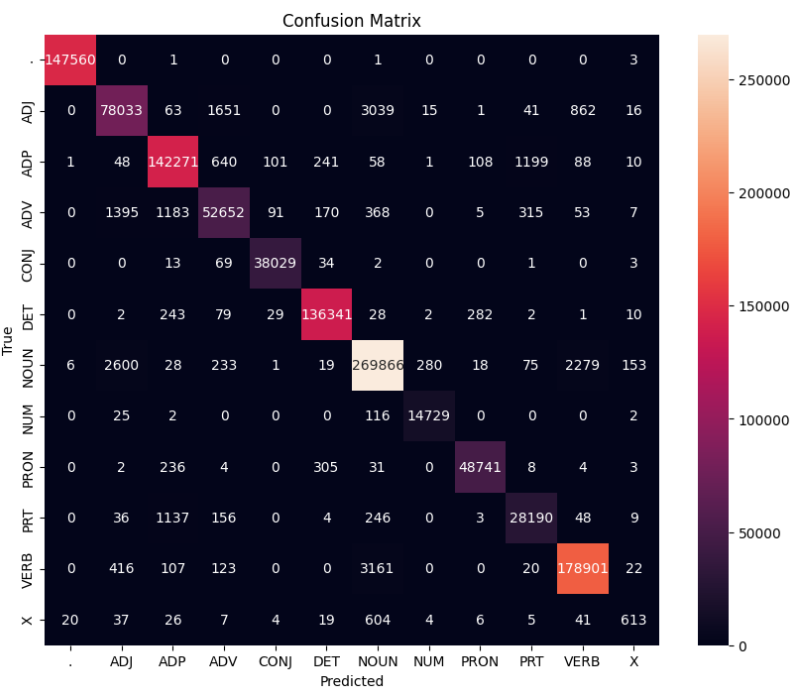 Confusion Matrix
. 147560 0 1 0 0 0 1 0 0 0 0 3
ADJ 0 78033 63 1651 0 0 3039 15 1 41 862 16
ADP 1 48 142271 640 101 241 58 1 108 1199 88 10
ADV 0 1395 1183 52652 91 170 368 0 5 315 53 7
CONJ 0 0 13 69 38029 34 2 0 0 1 0 3
DET 0 2 243 79 29 136341 28 2 282 2 1 10
NOUN 6 2600 28 233 1 19 269866 280 18 75 2279 153
NUM 0 25 2 0 0 0 116 14729 0 0 0 2
PRON 0 2 236 4 0 305 31 0 48741 8 4 3
PRT 0 36 1137 156 0 4 246 0 3 28190 48 9
VERB 0 416 107 123 0 0 3161 0 0 20 178901 22
X 20 37 26 7 4 19 604 4 6 5 41 613
. ADJ ADP ADV CONJ DET NOUN NUM PRON PRT VERB X
Predicted
True
250000
200000
150000
100000
50000
0